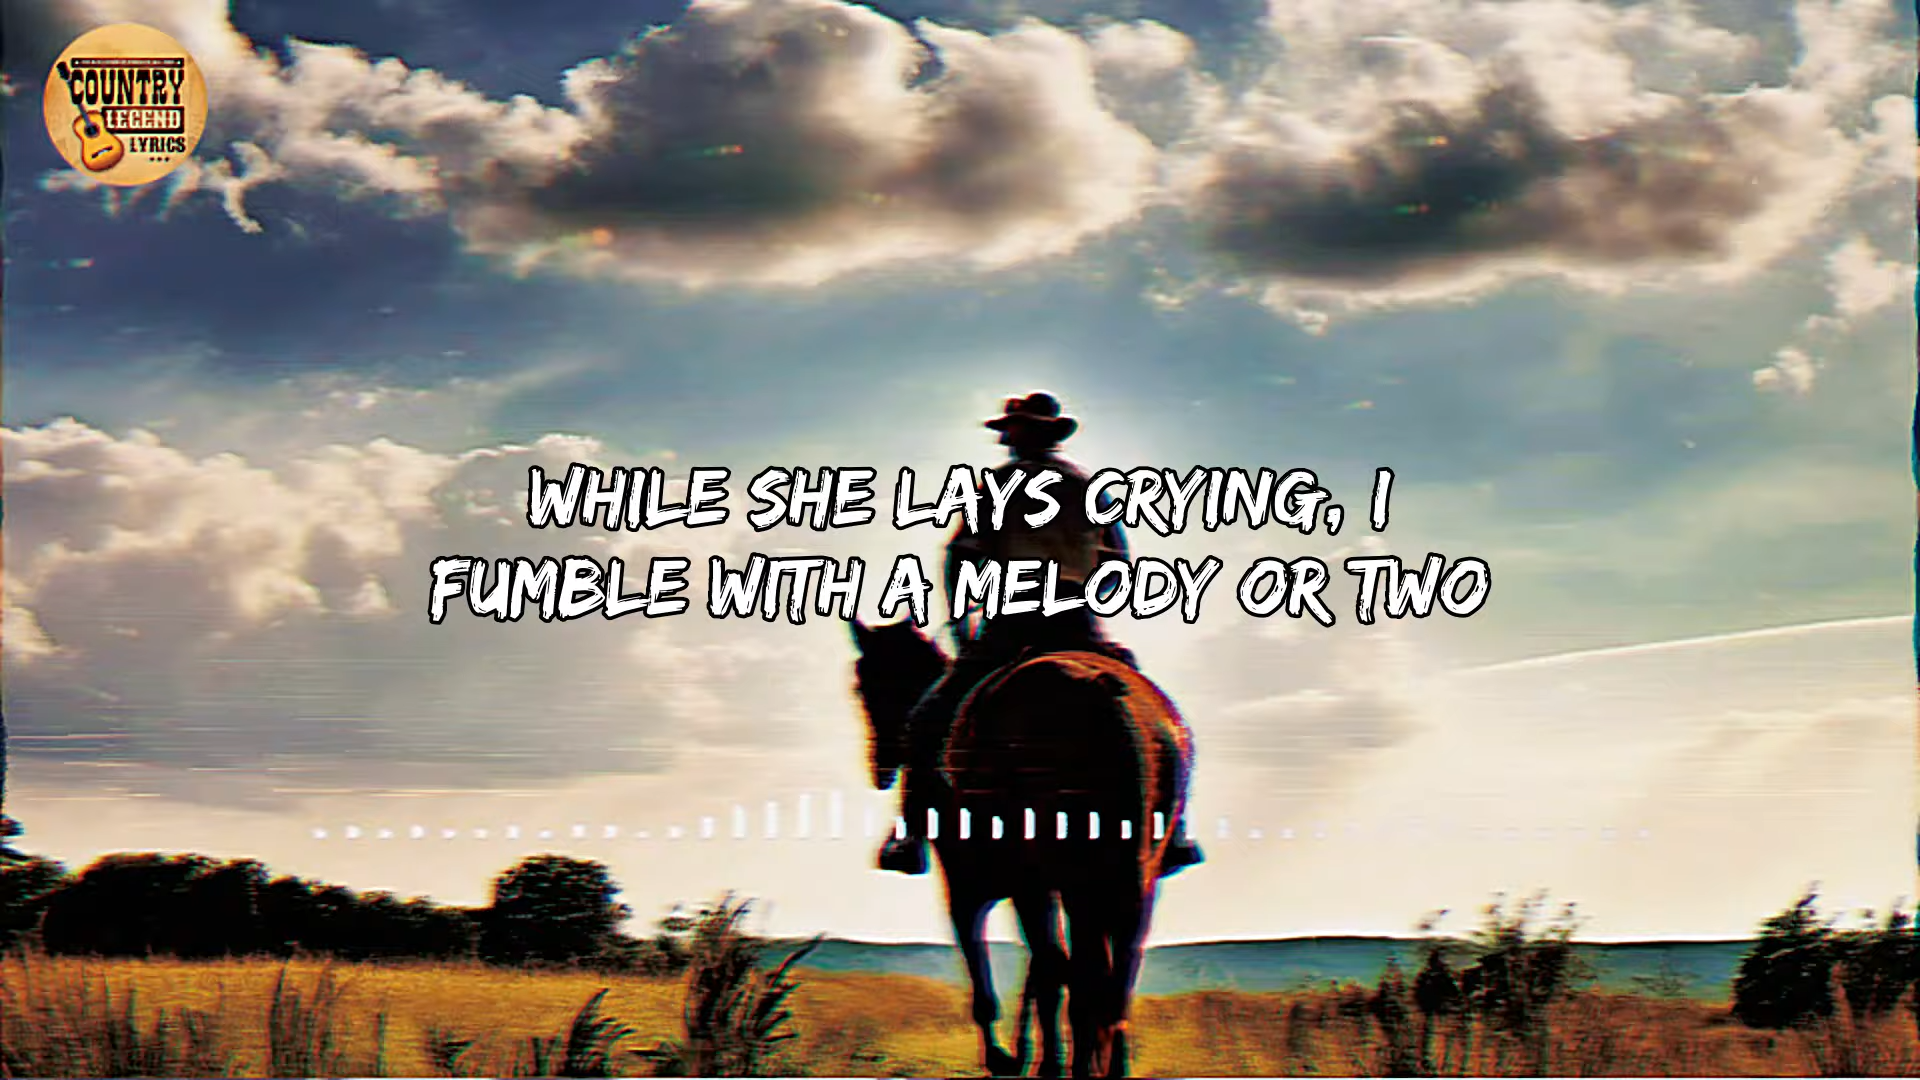 COUNTRY
LEGEND
LYRICS
WHILE SHE LAYS CRYING, I
FUMBLE WITH A MELODY OR TWO